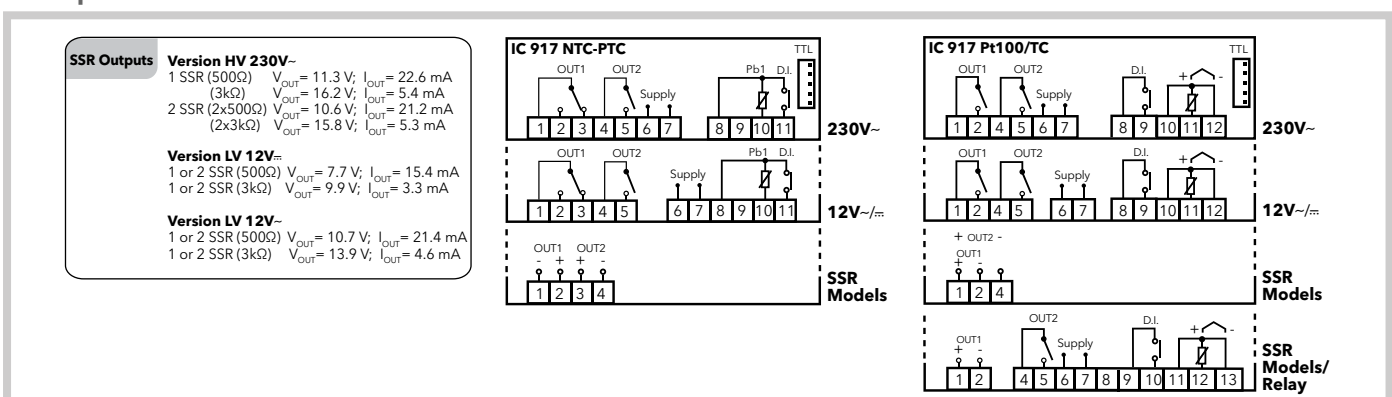 SSR Outputs
Version HV 230V~
1 SSR (500Ω) VOUT= 11.3 V; IOUT= 22.6 mA
(3kΩ) VOUT= 16.2 V; IOUT= 5.4 mA
2 SSR (2x500Ω) VOUT= 10.6 V; IOUT= 21.2 mA
(2x3kΩ) VOUT= 15.8 V; IOUT= 5.3 mA
Version LV 12V⎓
1 or 2 SSR (500Ω) VOUT= 7.7 V; IOUT= 15.4 mA
1 or 2 SSR (3kΩ) VOUT= 9.9 V; IOUT= 3.3 mA
Version LV 12V~
1 or 2 SSR (500Ω) VOUT= 10.7 V; IOUT= 21.4 mA
1 or 2 SSR (3kΩ) VOUT= 13.9 V; IOUT= 4.6 mA
IC 917 NTC-PTC TTL
OUT1 OUT2 Pb1 D.I.
Supply
1 2 3 4 5 6 7 8 9 10 11 230V~
OUT1 OUT2 Pb1 D.I.
Supply
1 2 3 4 5 6 7 8 9 10 11 12V~/⎓
OUT1 OUT2
- + + -
1 2 3 4
SSR
Models
IC 917 Pt100/TC TTL
OUT1 OUT2 D.I. + -
Supply
1 2 4 5 6 7 8 9 10 11 12 230V~
OUT1 OUT2 D.I. + -
Supply
1 2 4 5 6 7 8 9 10 11 12 12V~/⎓
+ OUT2 -
OUT1
+ -
1 2 4
SSR
Models
OUT1 OUT2 D.I. + -
+ - Supply
1 2 4 5 6 7 8 9 10 11 12 13
SSR
Models/
Relay